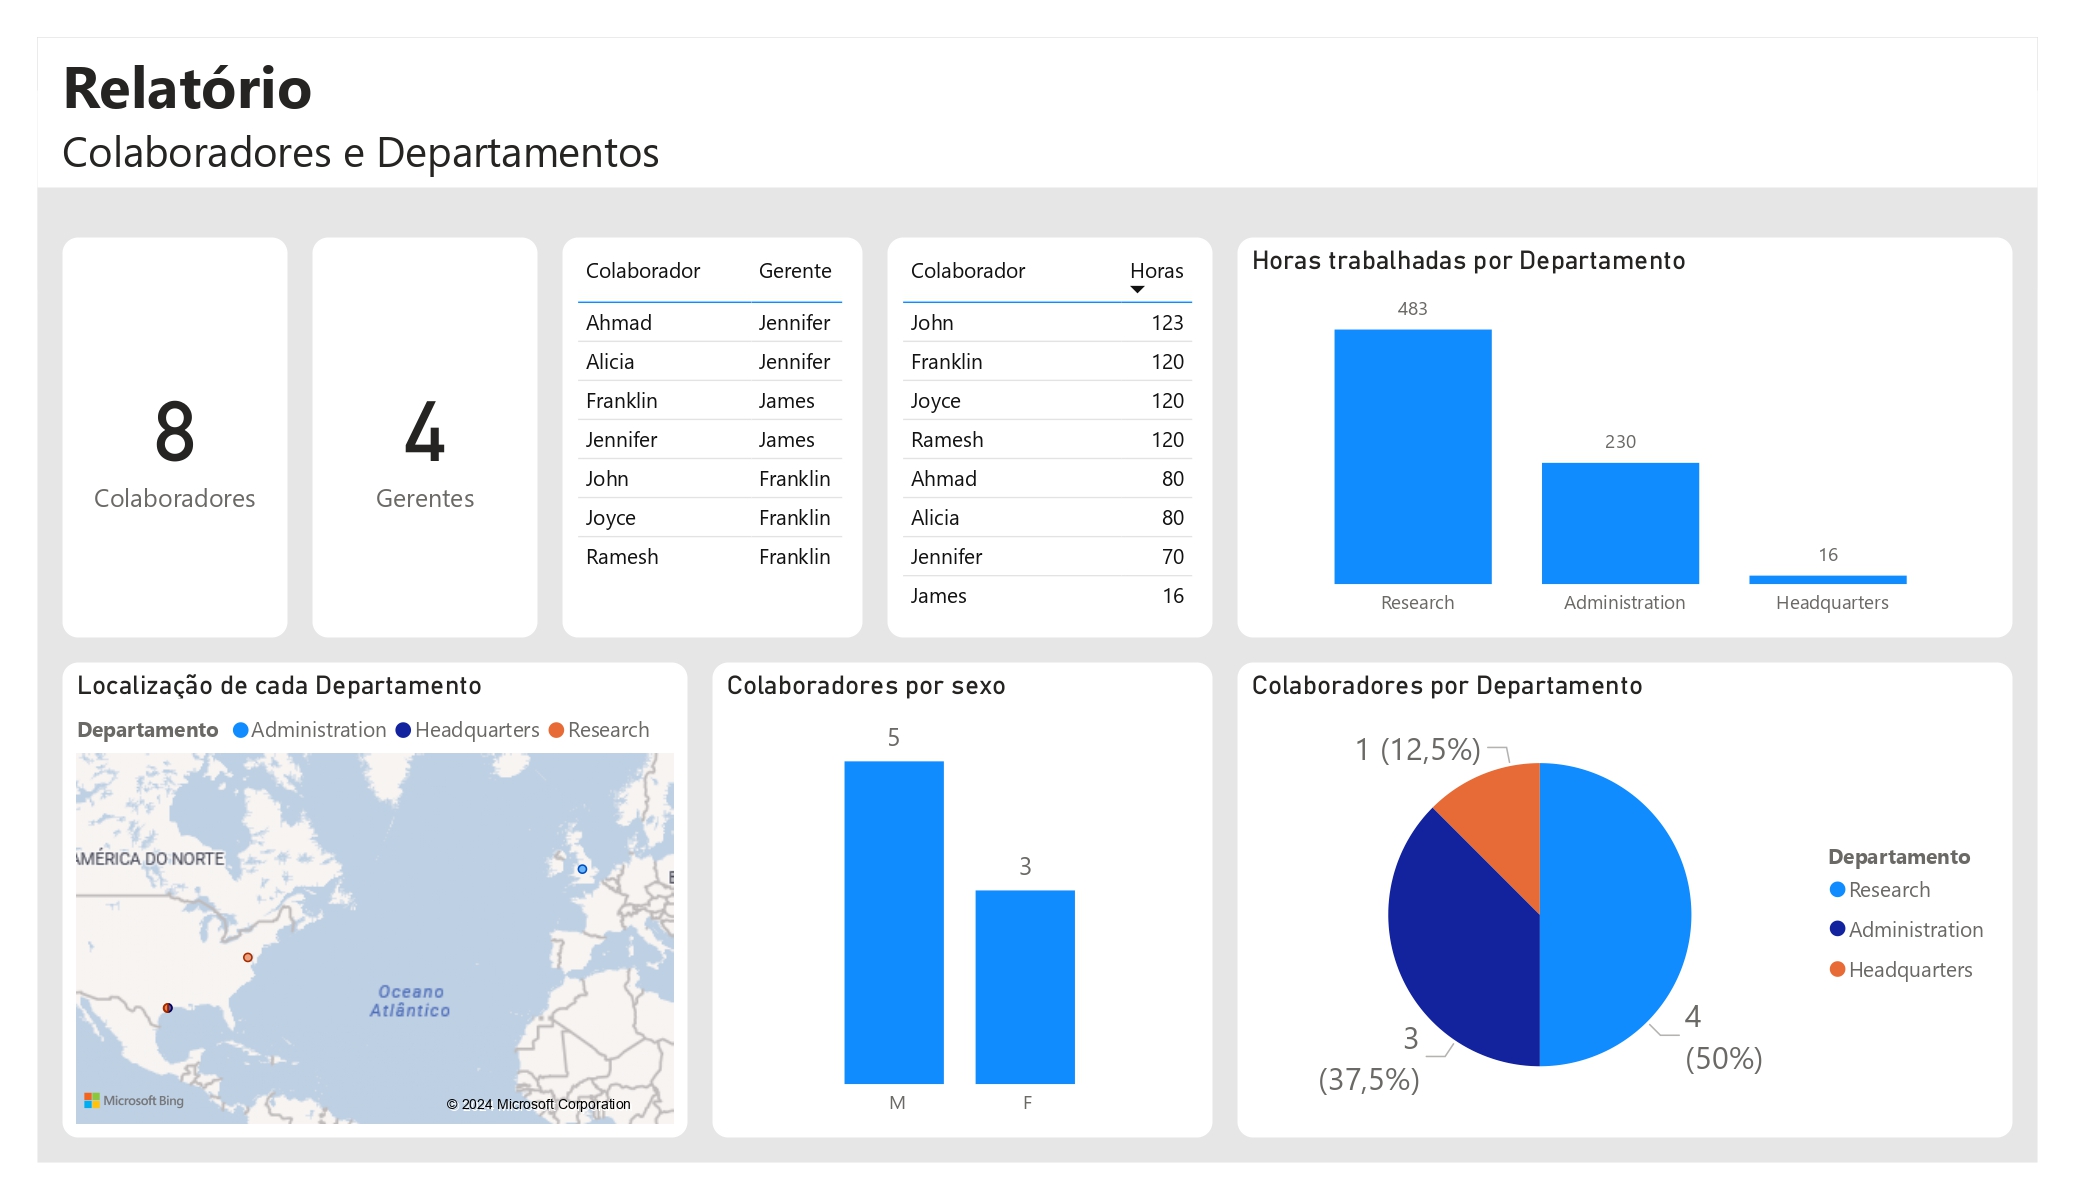 Relatório
Colaboradores e Departamentos
8
Colaboradores
4
Gerentes
Colaborador Gerente
Ahmad Jennifer
Alicia Jennifer
Franklin James
Jennifer James
John Franklin
Joyce Franklin
Ramesh Franklin
Colaborador Horas
John 123
Franklin 120
Joyce 120
Ramesh 120
Ahmad 80
Alicia 80
Jennifer 70
James 16
Horas trabalhadas por Departamento
483
230
16
Research Administration Headquarters
Localização de cada Departamento
Departamento Administration Headquarters Research
AMÉRICA DO NORTE
E
Oceano
Atlântico
Microsoft Bing
© 2024 Microsoft Corporation
Colaboradores por sexo
5
3
M F
Colaboradores por Departamento
1 (12,5%)
3
(37,5%)
4
(50%)
Departamento
Research
Administration
Headquarters